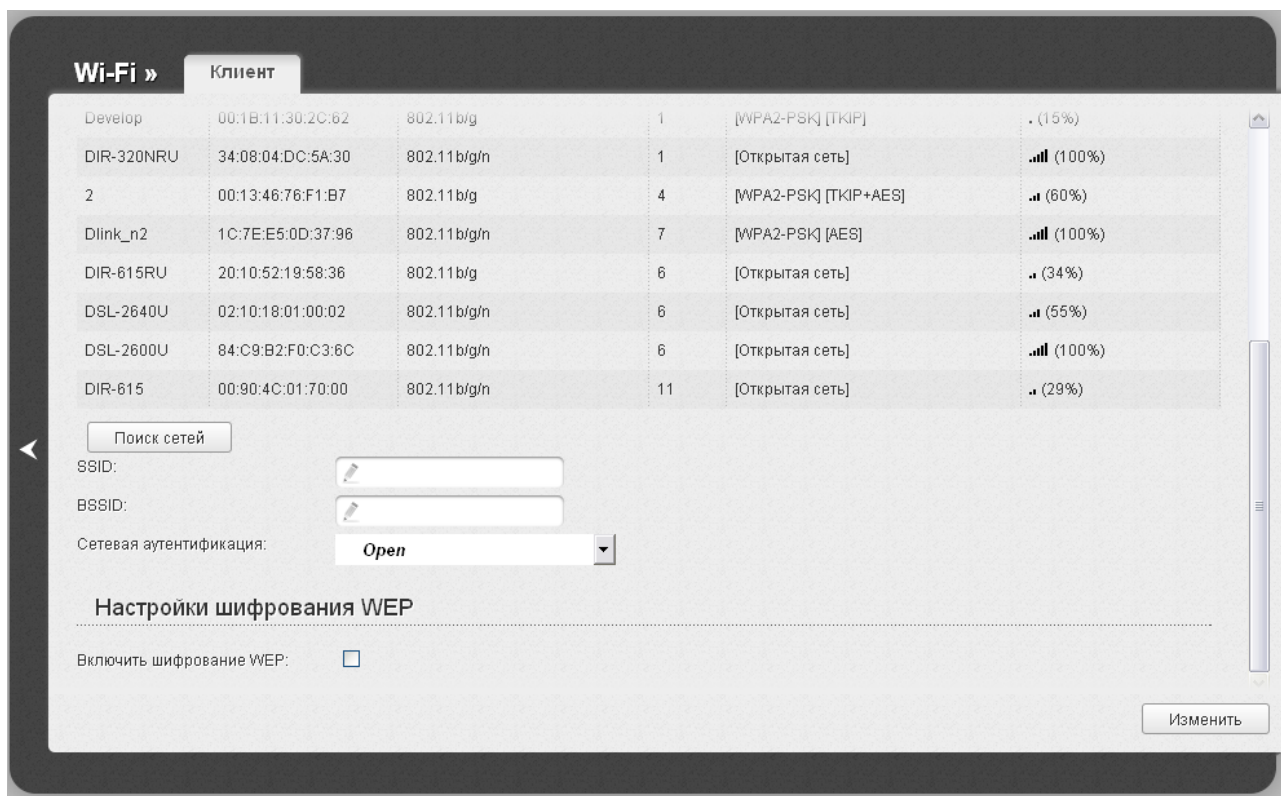 Wi-Fi » Клиент
Develop 00:1B:11:30:2C:62 802.11b/g 1 [WPA2-PSK] [TKIP] (15%)
DIR-320NRU 34:08:04:DC:5A:30 802.11b/g/n 1 [Открытая сеть] (100%)
2 00:13:46:76:F1:B7 802.11b/g 4 [WPA2-PSK] [TKIP+AES] (60%)
Dlink_n2 1C:7E:E5:0D:37:96 802.11b/g/n 7 [WPA2-PSK] [AES] (100%)
DIR-615RU 20:10:52:19:58:36 802.11b/g 6 [Открытая сеть] (34%)
DSL-2640U 02:10:18:01:00:02 802.11b/g/n 6 [Открытая сеть] (55%)
DSL-2600U 84:C9:B2:F0:C3:6C 802.11b/g/n 6 [Открытая сеть] (100%)
DIR-615 00:90:4C:01:70:00 802.11b/g/n 11 [Открытая сеть] (29%)
Поиск сетей
SSID:
BSSID:
Сетевая аутентификация: Open
Настройки шифрования WEP
Включить шифрование WEP:
Изменить